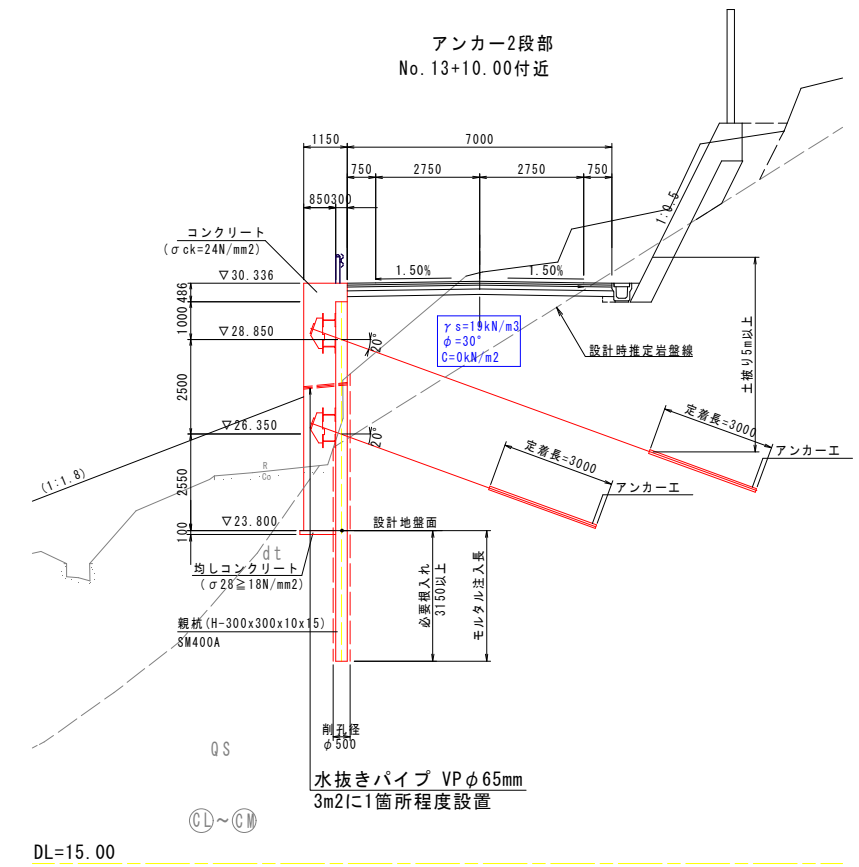 アンカー2段部
No.13+10.00付近
1150
7000
750
2750
2750
750
850
300
コンクリート
(σck=24N/mm2)
1:0.5
1.50%
1.50%
▽30.336
486
1000
▽28.850
γs=19kN/m3
φ=30°
C=0kN/m2
20°
設計時推定岩盤線
土被り5m以上
2500
定着長=3000
▽26.350
20°
定着長=3000
アンカー工
(1:1.8)
R
Co
アンカー工
2550
▽23.800
設計地盤面
100
dt
均しコンクリート
(σ28≧18N/mm2)
必要根入れ
3150以上
モルタル注入長
親杭(H-300x300x10x15)
SM400A
削孔径
φ500
QS
水抜きパイプ VPφ65mm
3m2に1箇所程度設置
CL~CM
DL=15.00